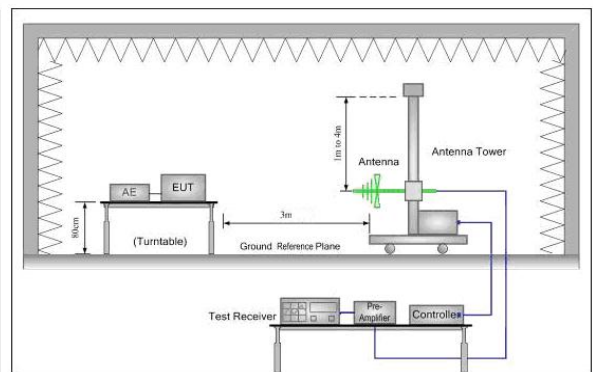 1m to 4m
Antenna
Antenna Tower
AE
EUT
80cm
3m
(Turntable)
Ground Reference Plane
Test Receiver
Pre-
Amplifier
Controller